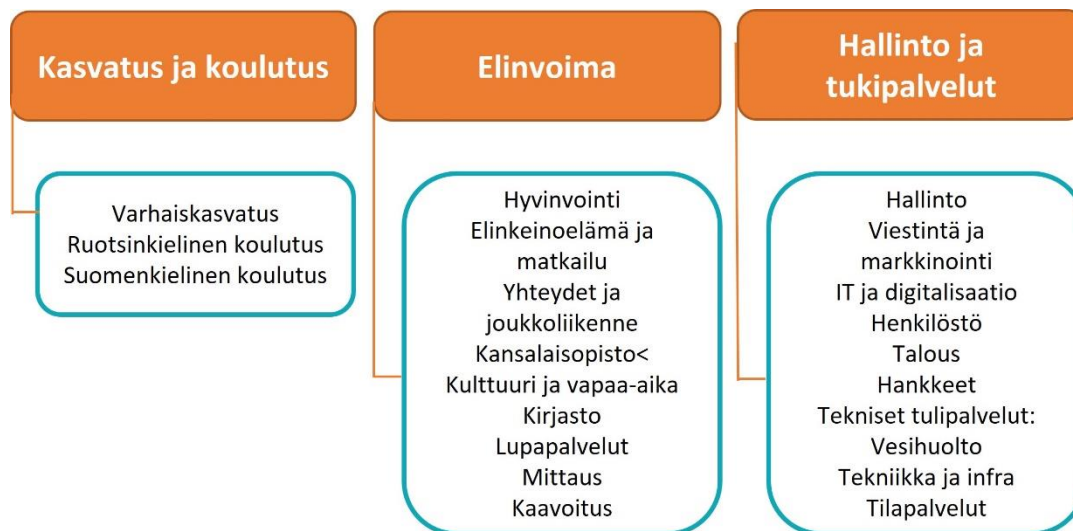 Kasvatus ja koulutus
Varhaiskasvatus
Ruotsinkielinen koulutus
Suomenkielinen koulutus
Elinvoima
Hyvinvointi
Elinkeinoelämä ja
matkailu
Yhteydet ja
joukkoliikenne
Kansalaisopisto<
Kulttuuri ja vapaa-aika
Kirjasto
Lupapalvelut
Mittaus
Kaavoitus
Hallinto ja
tukipalvelut
Hallinto
Viestintä ja
markkinointi
IT ja digitalisaatio
Henkilöstö
Talous
Hankkeet
Tekniset tulipalvelut:
Vesihuolto
Tekniikka ja infra
Tilapalvelut